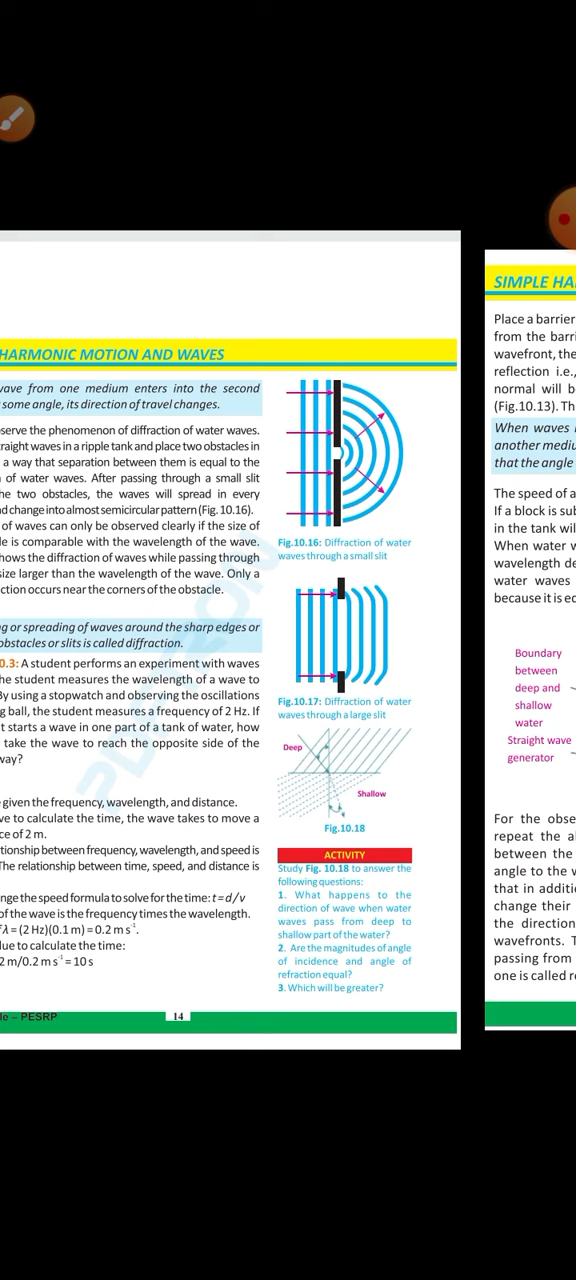 HARMONIC MOTION AND WAVES
wave from one medium enters into the second
some angle, its direction of travel changes.
bserve the phenomenon of diffraction of water waves.
traight waves in a ripple tank and place two obstacles in
a way that separation between them is equal to the
of water waves. After passing through a small slit
he two obstacles, the waves will spread in every
nd change into almost semicircular pattern (Fig. 10.16).
of waves can only be observed clearly if the size of
le is comparable with the wavelength of the wave.
hows the diffraction of waves while passing through
size larger than the wavelength of the wave. Only a
ction occurs near the corners of the obstacle.
ng or spreading of waves around the sharp edges or
obstacles or slits is called diffraction.
0.3: A student performs an experiment with waves
he student measures the wavelength of a wave to
By using a stopwatch and observing the oscillations
g ball, the student measures a frequency of 2 Hz. If
t starts a wave in one part of a tank of water, how
take the wave to reach the opposite side of the
way?
e given the frequency, wavelength, and distance.
ve to calculate the time, the wave takes to move a
ce of 2 m.
lationship between frequency, wavelength, and speed is
The relationship between time, speed, and distance is
nge the speed formula to solve for the time: t = d / v
of the wave is the frequency times the wavelength.
f λ = (2 Hz)(0.1 m) = 0.2 m s⁻¹.
lue to calculate the time:
2 m/0.2 m s⁻¹ = 10 s
Fig.10.16: Diffraction of water
waves through a small slit
Fig.10.17: Diffraction of water
waves through a large slit
Deep
Shallow
Fig.10.18
ACTIVITY
Study Fig. 10.18 to answer the
following questions:
1. What happens to the
direction of wave when water
waves pass from deep to
shallow part of the water?
2. Are the magnitudes of angle
of incidence and angle of
refraction equal?
3. Which will be greater?
le – PESRP
14
SIMPLE HA
Place a barrier
from the barri
wavefront, the
reflection i.e.,
normal will b
(Fig.10.13). Th
When waves
another mediu
that the angle
The speed of a
If a block is sub
in the tank wil
When water w
wavelength de
water waves
because it is ec
Boundary
between
deep and
shallow
water
Straight wave
generator
For the obse
repeat the al
between the
angle to the w
that in additi
change their
the direction
wavefronts. T
passing from
one is called r